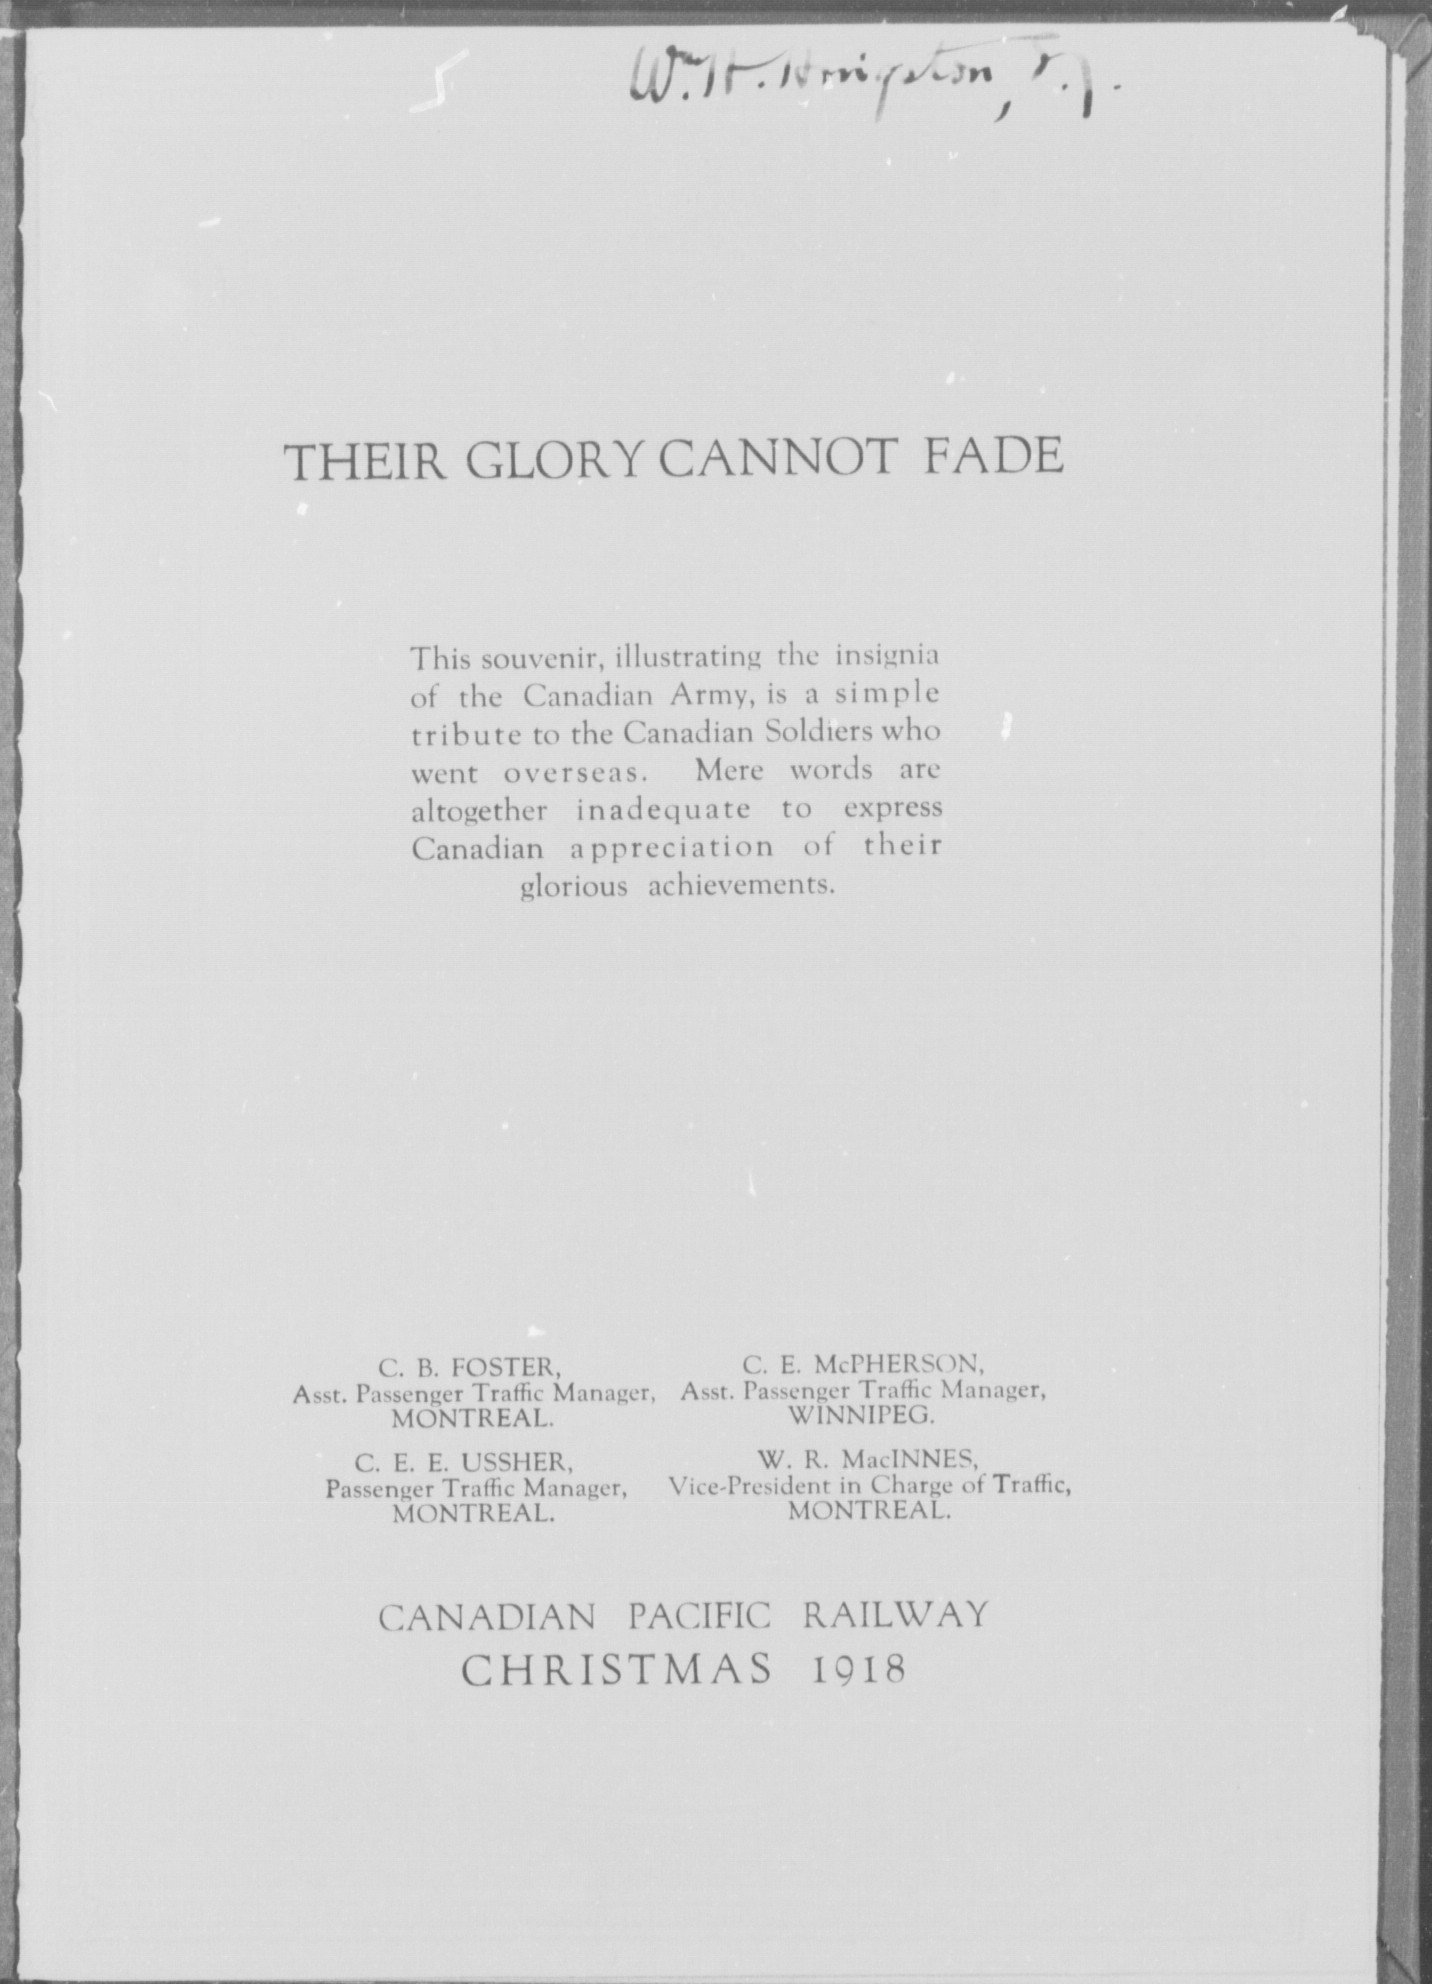 Wm. H. Hingston, S.J.
THEIR GLORY CANNOT FADE
This souvenir, illustrating the insignia
of the Canadian Army, is a simple
tribute to the Canadian Soldiers who
went overseas. Mere words are
altogether inadequate to express
Canadian appreciation of their
glorious achievements.
C. B. FOSTER,
Asst. Passenger Traffic Manager,
MONTREAL.
C. E. McPHERSON,
Asst. Passenger Traffic Manager,
WINNIPEG.
C. E. E. USSHER,
Passenger Traffic Manager,
MONTREAL.
W. R. MacINNES,
Vice-President in Charge of Traffic,
MONTREAL.
CANADIAN PACIFIC RAILWAY
CHRISTMAS 1918